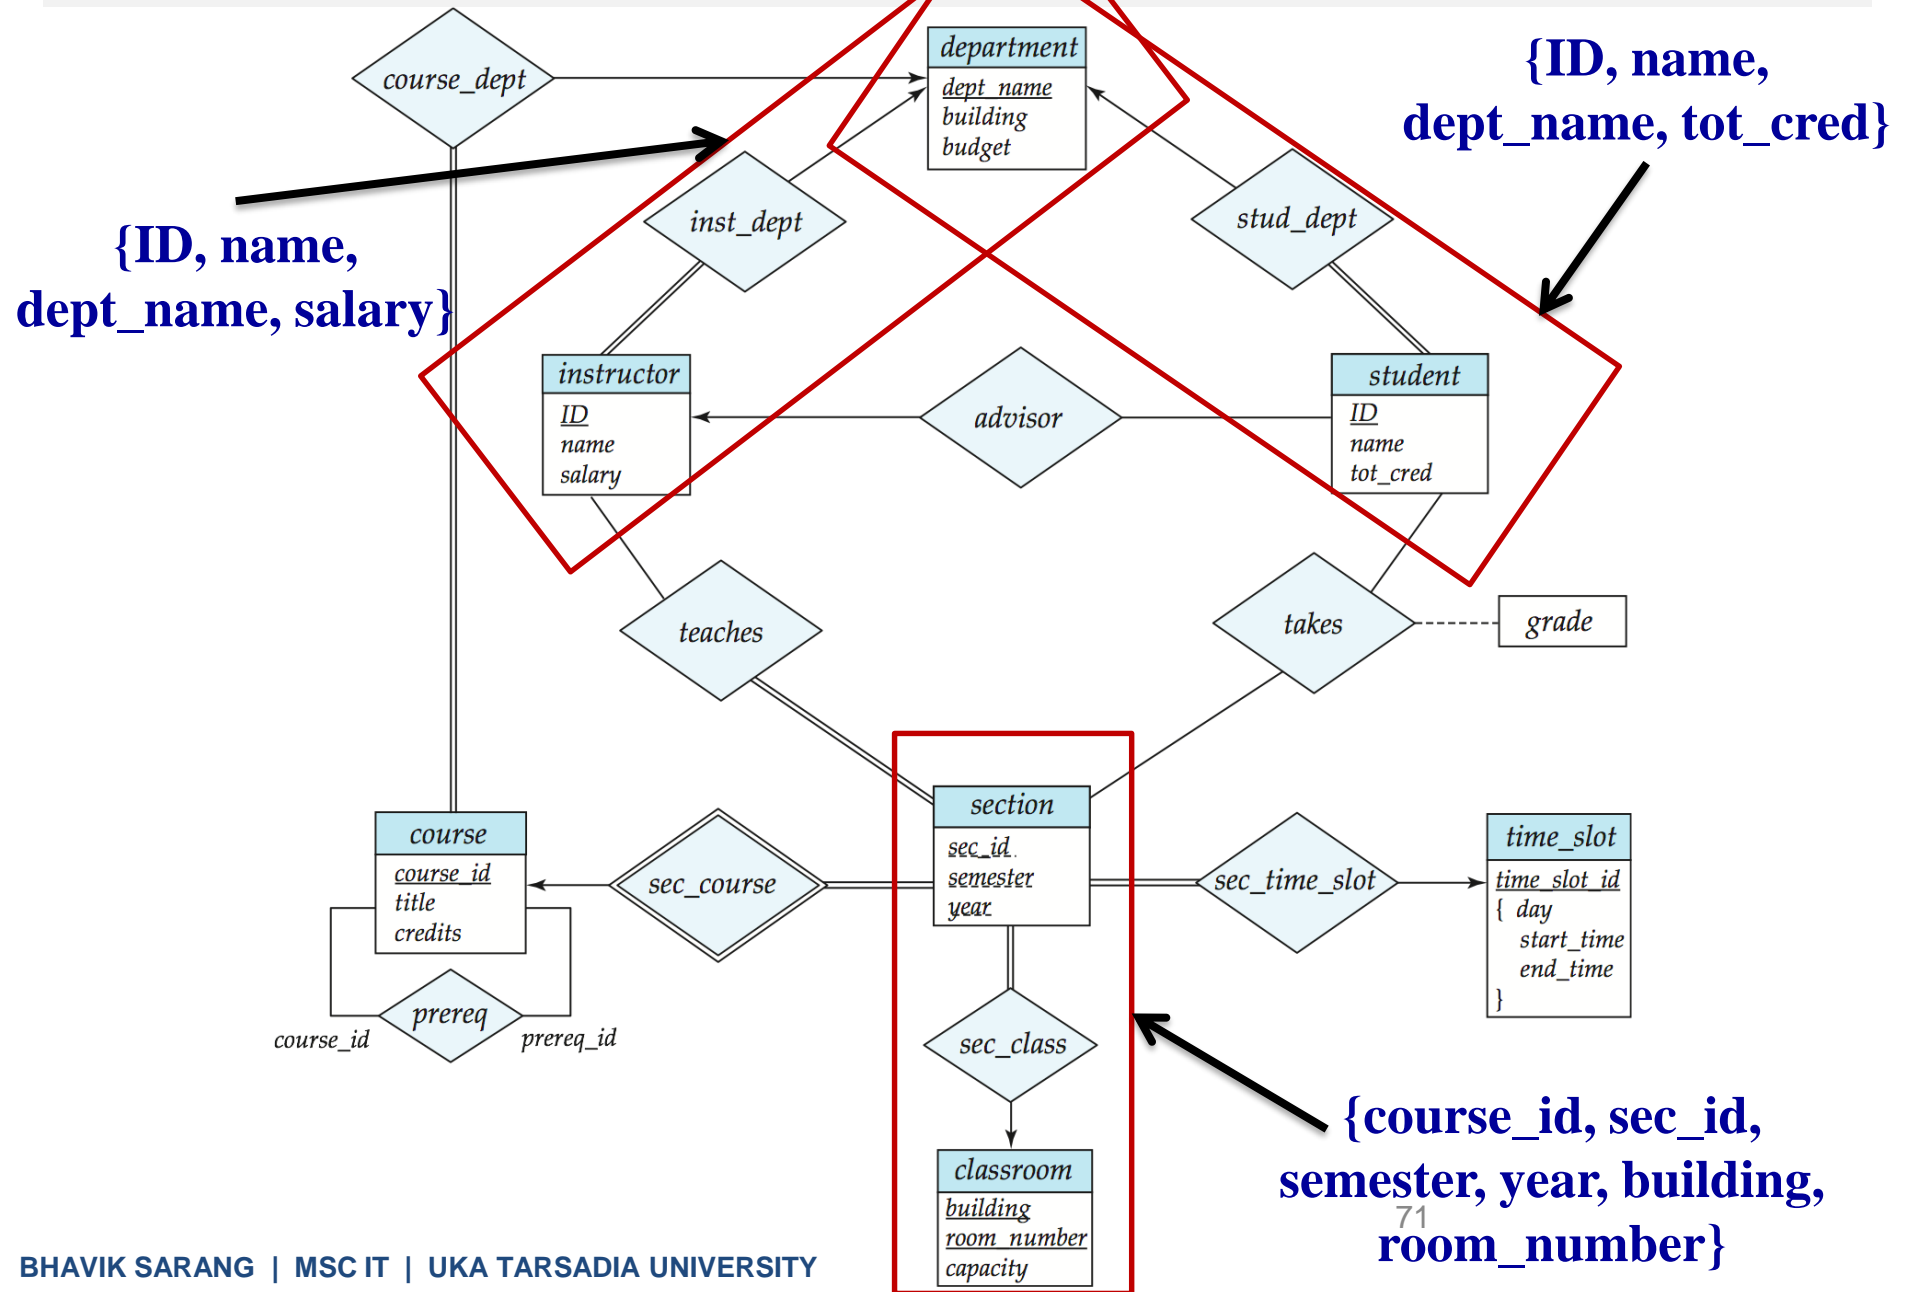 course_dept
department
dept_name
building
budget
{ID, name,
dept_name, tot_cred}
inst_dept
stud_dept
{ID, name,
dept_name, salary}
instructor
ID
name
salary
advisor
student
ID
name
tot_cred
teaches
takes
grade
course
course_id
title
credits
sec_course
section
sec_id
semester
year
sec_time_slot
time_slot
time_slot_id
{ day
start_time
end_time
}
prereq
course_id
prereq_id
sec_class
classroom
building
room_number
capacity
{course_id, sec_id,
semester, year, building,
room_number}
71
BHAVIK SARANG | MSC IT | UKA TARSADIA UNIVERSITY